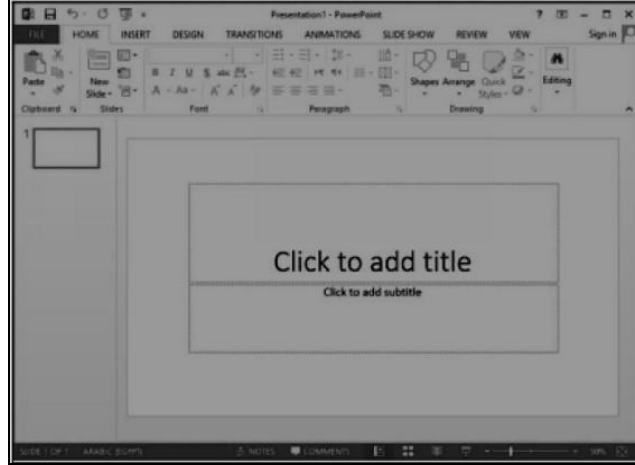 Presentation1 - PowerPoint
FILE HOME INSERT DESIGN TRANSITIONS ANIMATIONS SLIDE SHOW REVIEW VIEW Sign in
Paste New Slide Shapes Arrange Quick Styles Editing
Clipboard Slides Font Paragraph Drawing
1
Click to add title
Click to add subtitle
SLIDE 1 OF 1 ARABIC (EGYPT) NOTES COMMENTS 50%